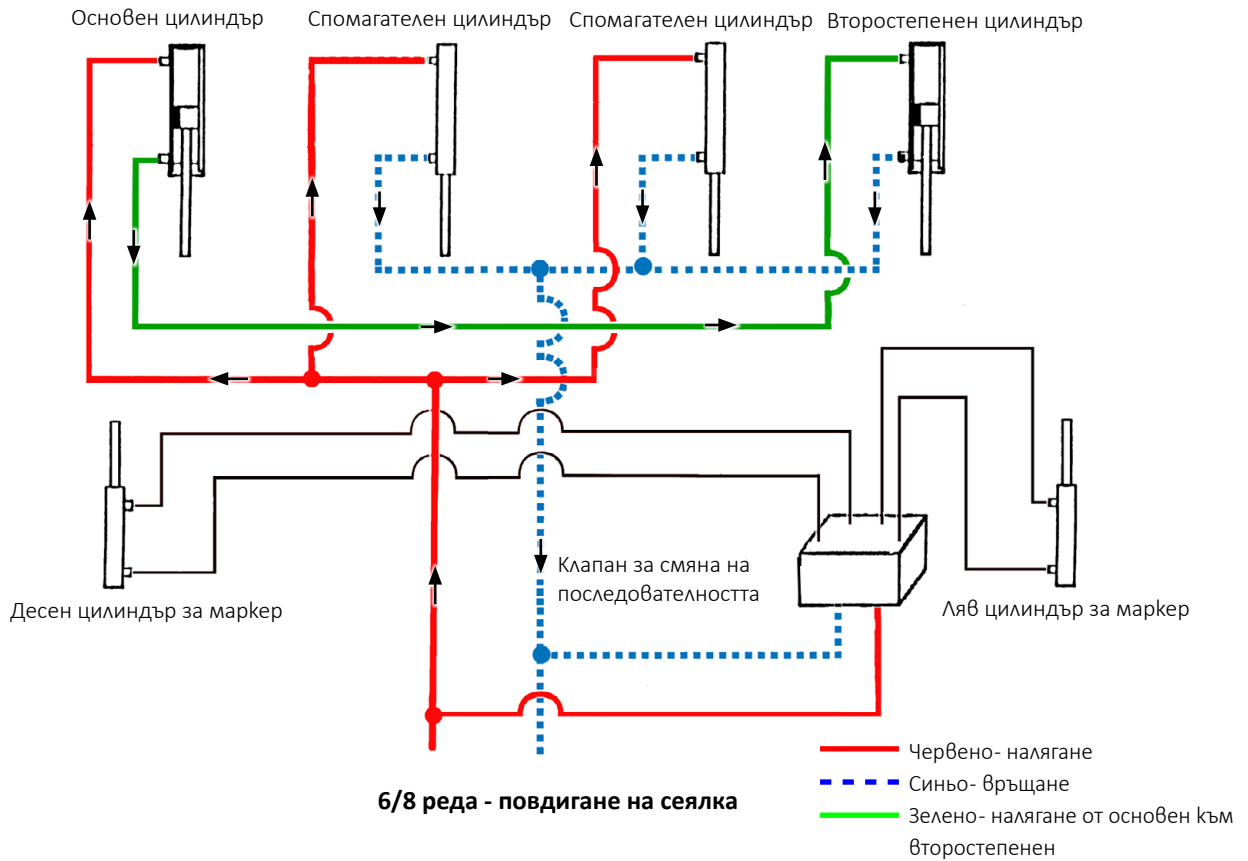 Основен цилиндър
Спомагателен цилиндър
Спомагателен цилиндър
Второстепенен цилиндър
Десен цилиндър за маркер
Клапан за смяна на
последователността
Ляв цилиндър за маркер
6/8 реда - повдигане на сеялка
Червено- налягане
Синьо- връщане
Зелено- налягане от основен към
второстепенен